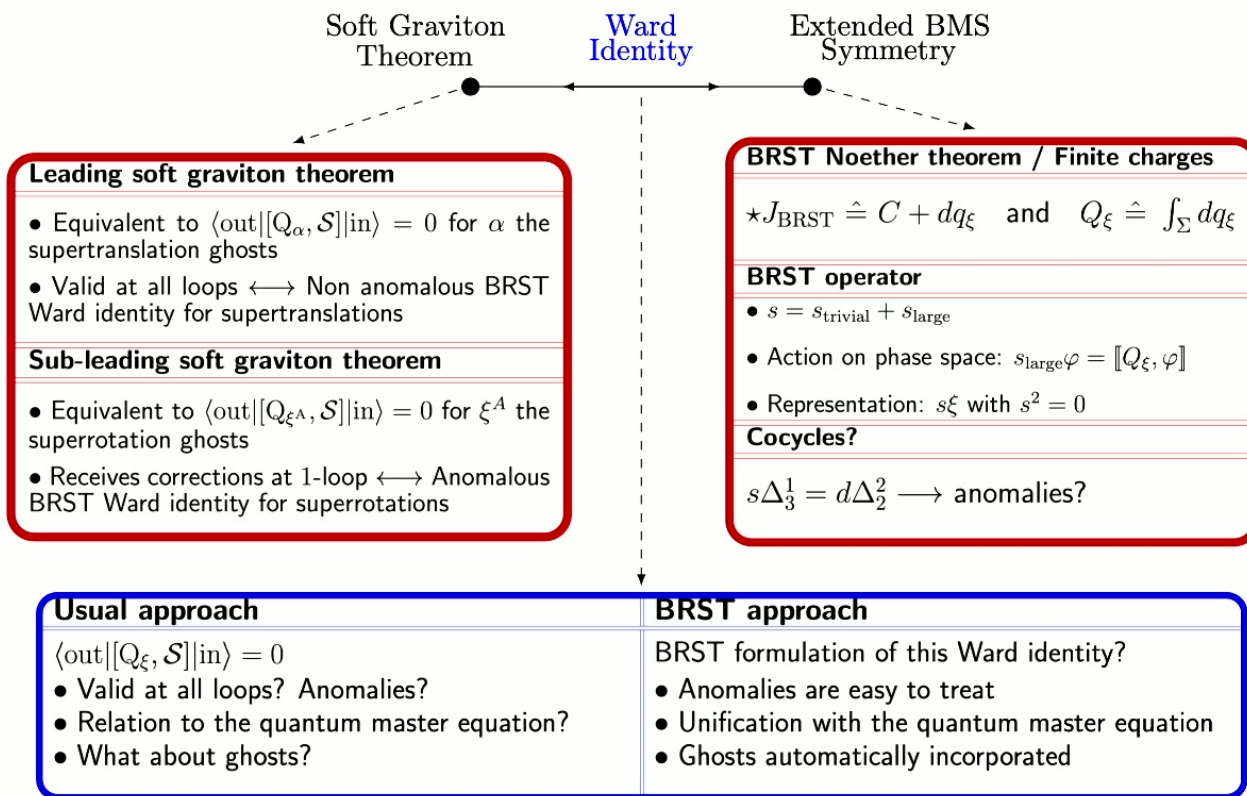 Soft Graviton
Theorem
Ward
Identity
Extended BMS
Symmetry
Leading soft graviton theorem
• Equivalent to ⟨out|[Q_α, 𝒮]|in⟩ = 0 for α the
supertranslation ghosts
• Valid at all loops ⟷ Non anomalous BRST
Ward identity for supertranslations
Sub-leading soft graviton theorem
• Equivalent to ⟨out|[Q_{ξ^A}, 𝒮]|in⟩ = 0 for ξ^A the
superrotation ghosts
• Receives corrections at 1-loop ⟷ Anomalous
BRST Ward identity for superrotations
BRST Noether theorem / Finite charges
⋆J_BRST ≙ C + dq_ξ and Q_ξ ≙ ∫_Σ dq_ξ
BRST operator
• s = s_trivial + s_large
• Action on phase space: s_large φ = ⟦Q_ξ, φ⟧
• Representation: sξ with s² = 0
Cocycles?
sΔ^1_3 = dΔ^2_2 ⟶ anomalies?
Usual approach
⟨out|[Q_ξ, 𝒮]|in⟩ = 0
• Valid at all loops? Anomalies?
• Relation to the quantum master equation?
• What about ghosts?
BRST approach
BRST formulation of this Ward identity?
• Anomalies are easy to treat
• Unification with the quantum master equation
• Ghosts automatically incorporated